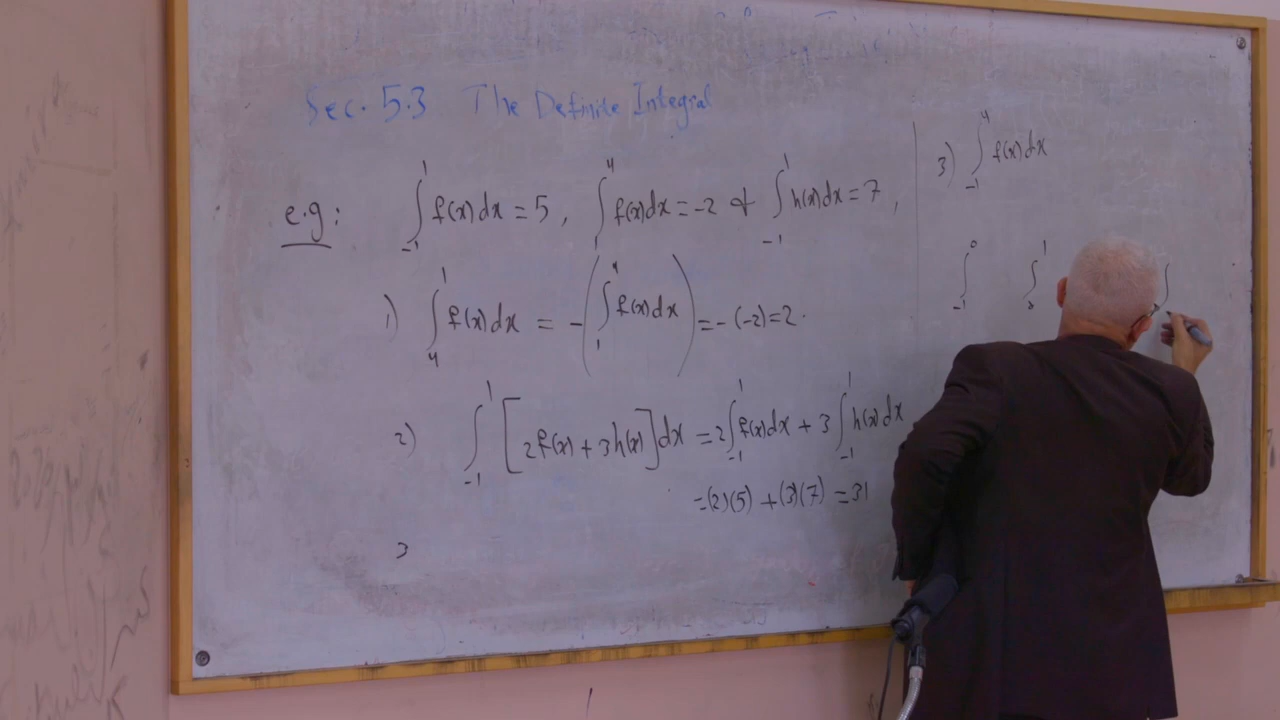 Sec. 5.3 The Definite Integral
e.g: ∫_{-1}^{1} f(x)dx = 5, ∫_{1}^{4} f(x)dx = -2 & ∫_{-1}^{1} h(x)dx = 7,
1) ∫_{4}^{1} f(x)dx = -(∫_{1}^{4} f(x)dx) = -(-2) = 2.
2) ∫_{-1}^{1} [2f(x) + 3h(x)]dx = 2∫_{-1}^{1} f(x)dx + 3∫_{-1}^{1} h(x)dx
= (2)(5) + (3)(7) = 31
3
3) ∫_{-1}^{4} f(x)dx
∫_{-1}^{0} ∫_{0}^{1} ∫